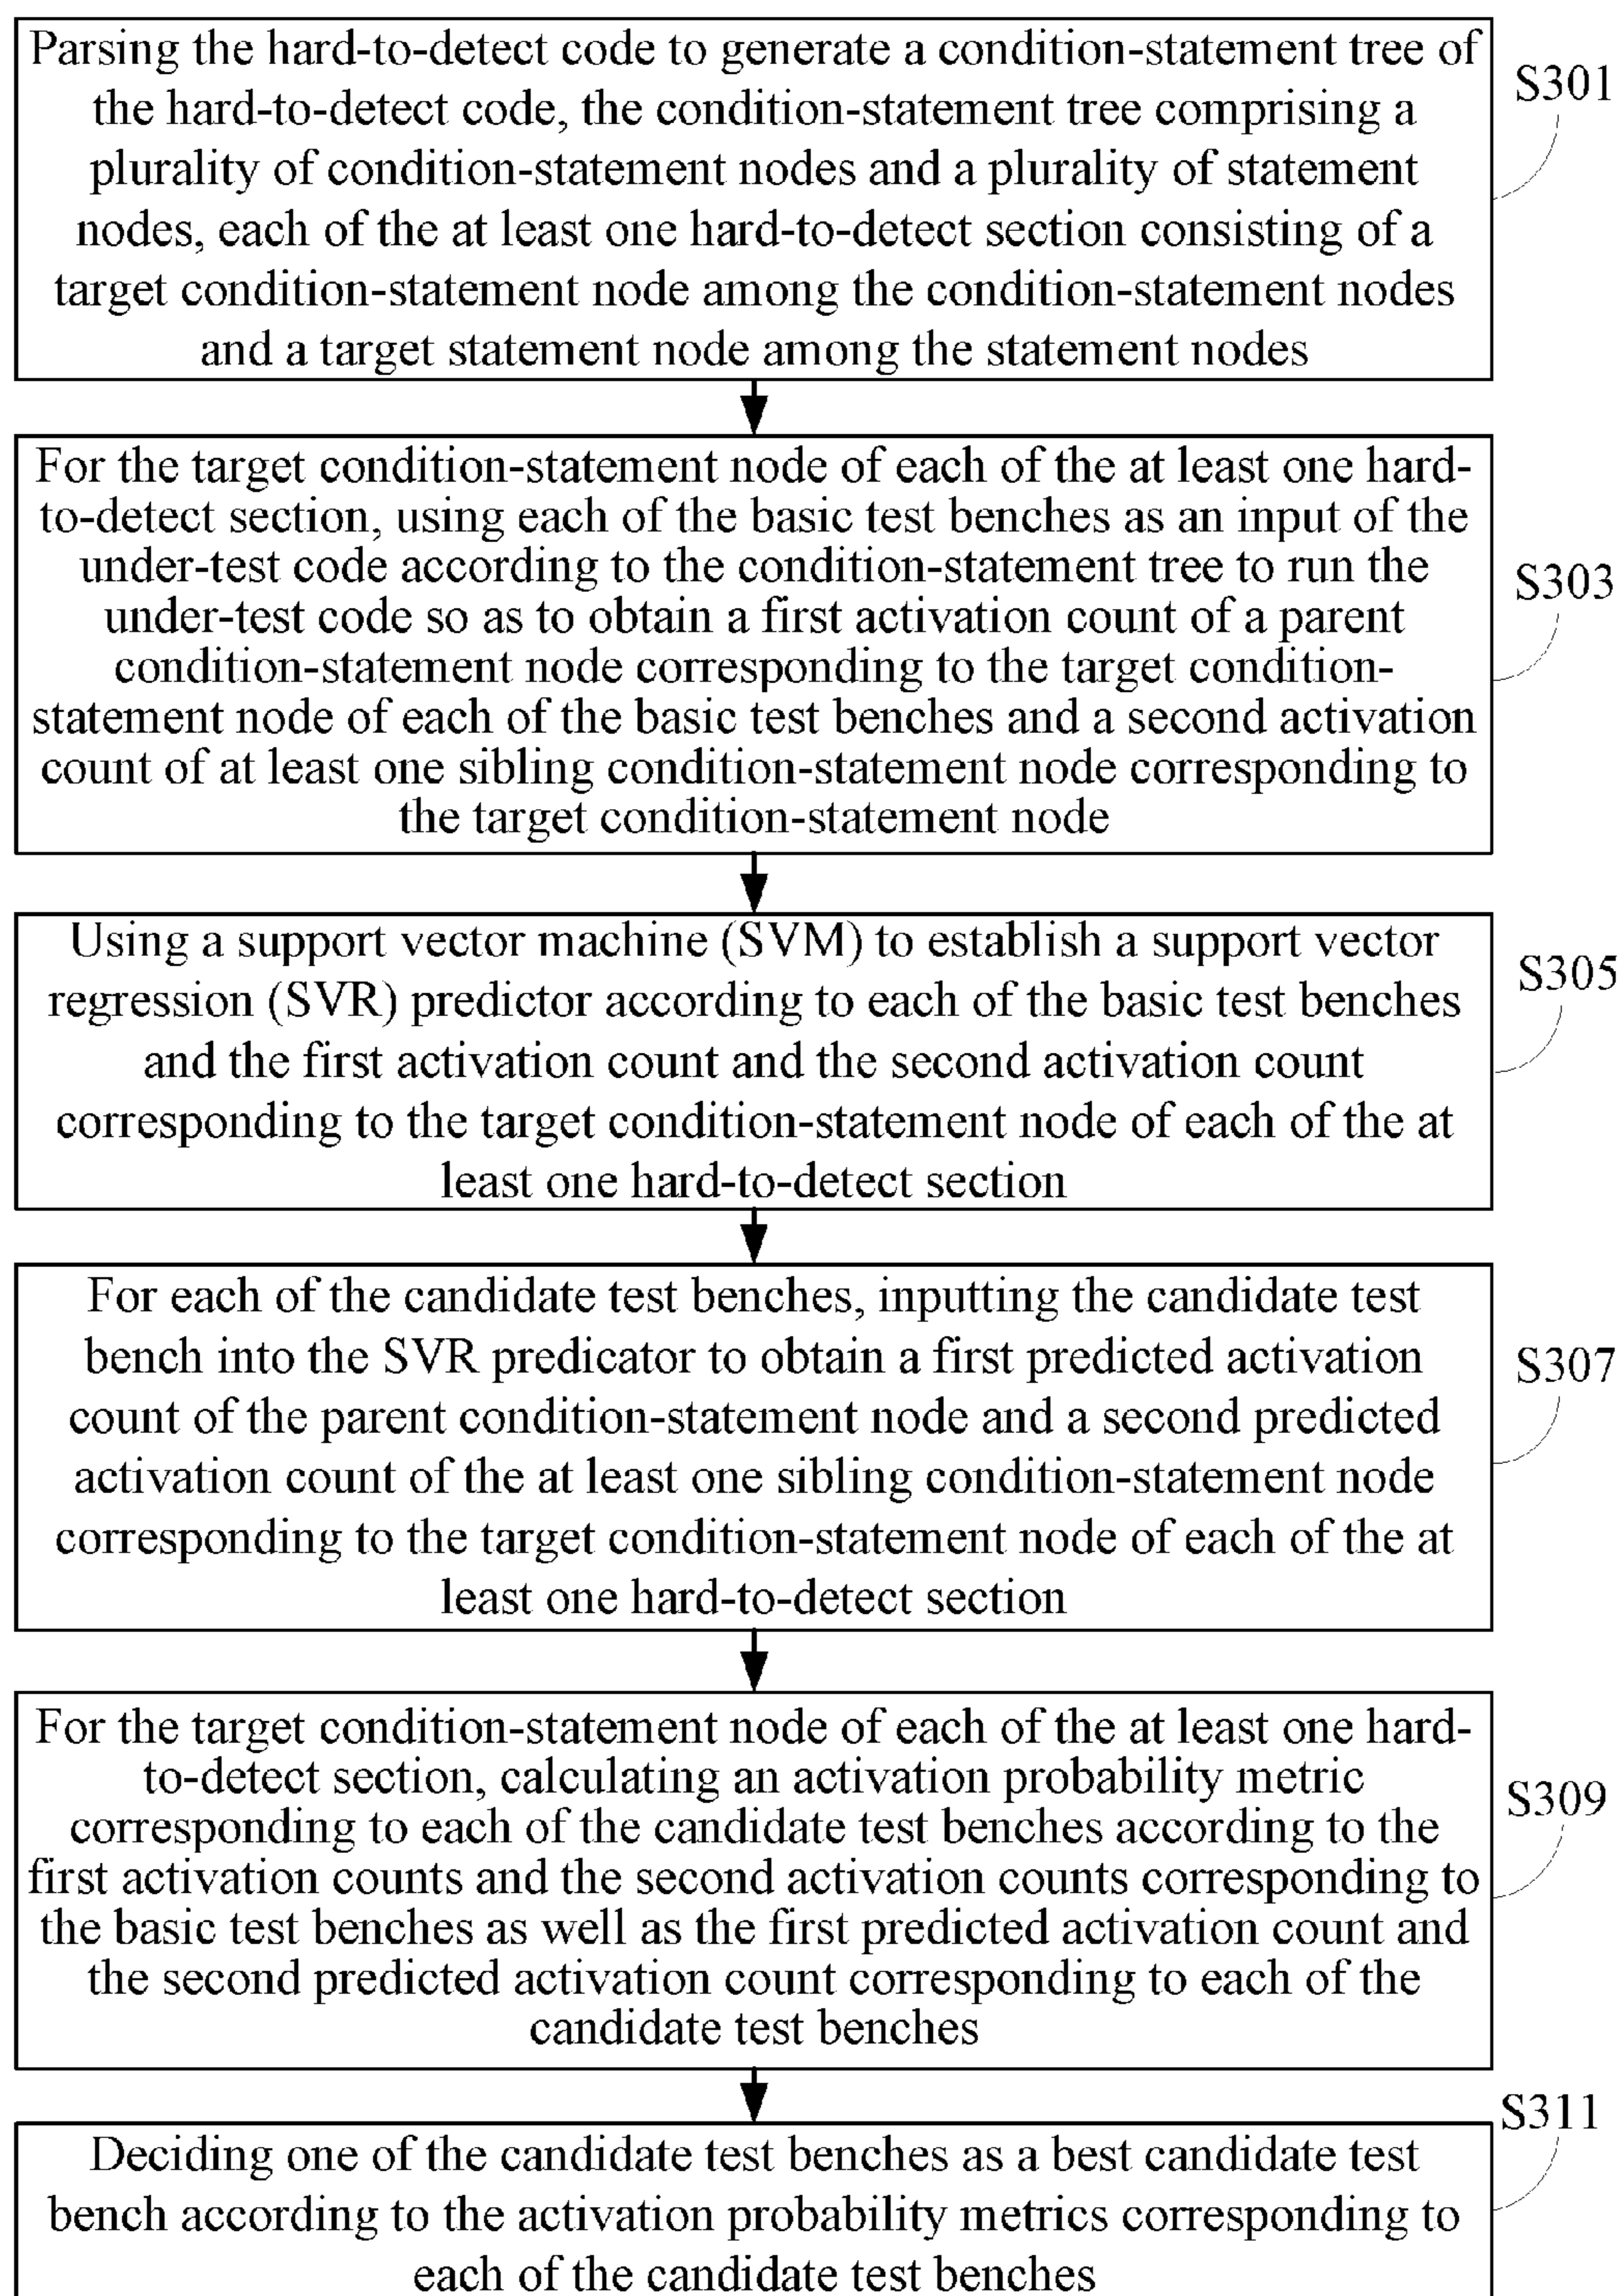 Parsing the hard-to-detect code to generate a condition-statement tree of
the hard-to-detect code, the condition-statement tree comprising a
plurality of condition-statement nodes and a plurality of statement
nodes, each of the at least one hard-to-detect section consisting of a
target condition-statement node among the condition-statement nodes
and a target statement node among the statement nodes
S301
For the target condition-statement node of each of the at least one hard-
to-detect section, using each of the basic test benches as an input of the
under-test code according to the condition-statement tree to run the
under-test code so as to obtain a first activation count of a parent
condition-statement node corresponding to the target condition-
statement node of each of the basic test benches and a second activation
count of at least one sibling condition-statement node corresponding to
the target condition-statement node
S303
Using a support vector machine (SVM) to establish a support vector
regression (SVR) predictor according to each of the basic test benches
and the first activation count and the second activation count
corresponding to the target condition-statement node of each of the at
least one hard-to-detect section
S305
For each of the candidate test benches, inputting the candidate test
bench into the SVR predicator to obtain a first predicted activation
count of the parent condition-statement node and a second predicted
activation count of the at least one sibling condition-statement node
corresponding to the target condition-statement node of each of the at
least one hard-to-detect section
S307
For the target condition-statement node of each of the at least one hard-
to-detect section, calculating an activation probability metric
corresponding to each of the candidate test benches according to the
first activation counts and the second activation counts corresponding to
the basic test benches as well as the first predicted activation count and
the second predicted activation count corresponding to each of the
candidate test benches
S309
Deciding one of the candidate test benches as a best candidate test
bench according to the activation probability metrics corresponding to
each of the candidate test benches
S311